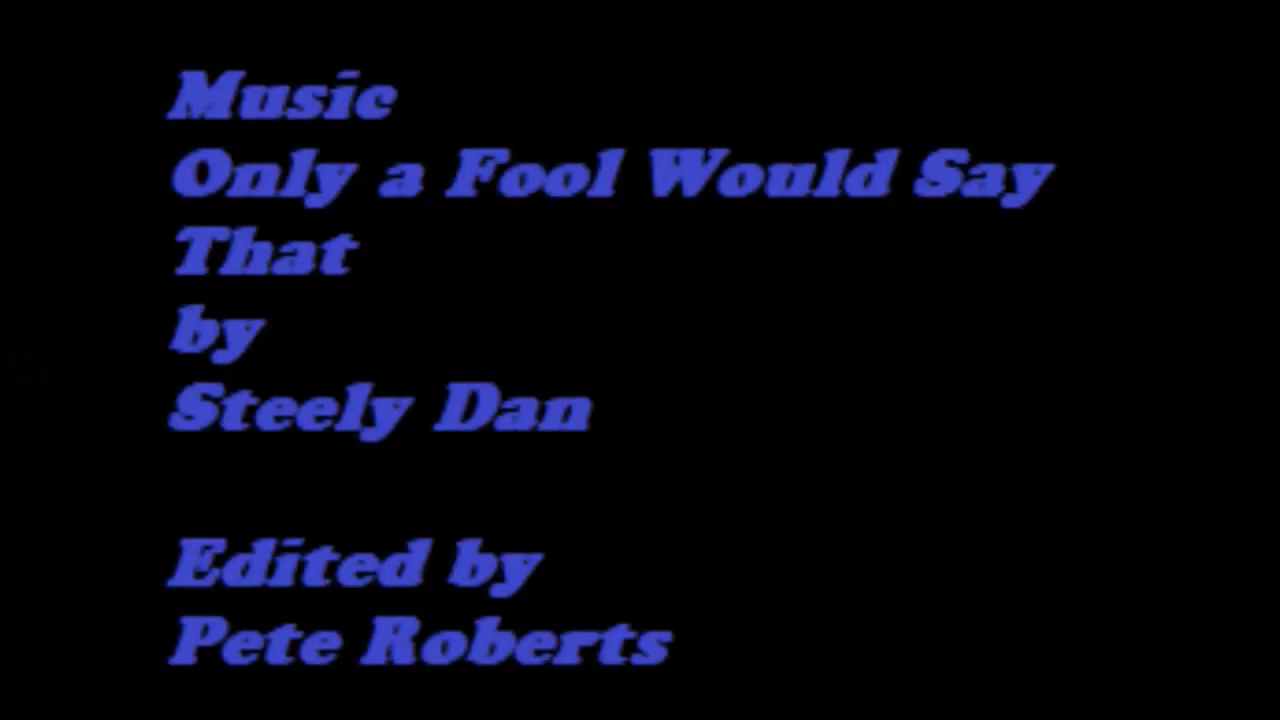 Music
Only a Fool Would Say
That
by
Steely Dan
Edited by
Pete Roberts